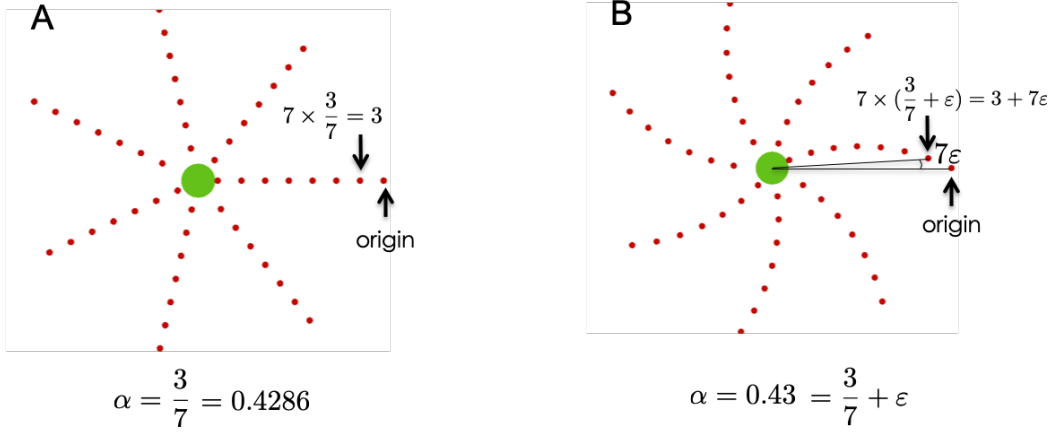 A
7 × 3/7 = 3
origin
α = 3/7 = 0.4286
B
7 × (3/7 + ε) = 3 + 7ε
7ε
origin
α = 0.43 = 3/7 + ε